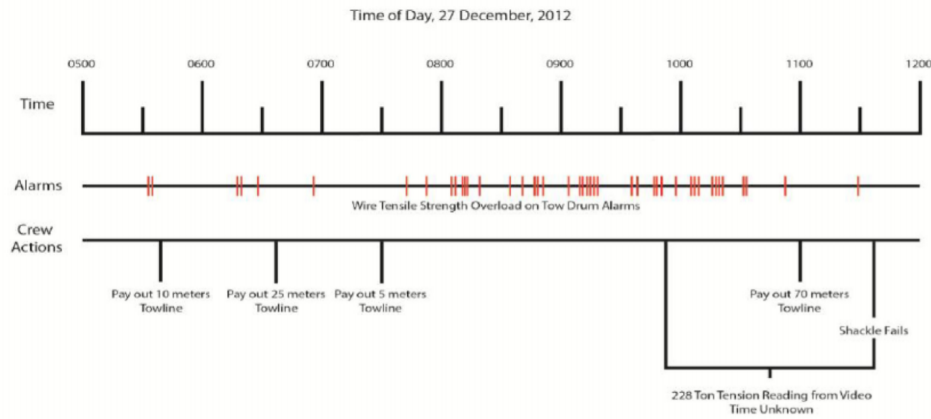 Time of Day, 27 December, 2012
0500 0600 0700 0800 0900 1000 1100 1200
Time
Alarms
Wire Tensile Strength Overload on Tow Drum Alarms
Crew
Actions
Pay out 10 meters
Towline
Pay out 25 meters
Towline
Pay out 5 meters
Towline
Pay out 70 meters
Towline
Shackle Fails
228 Ton Tension Reading from Video
Time Unknown